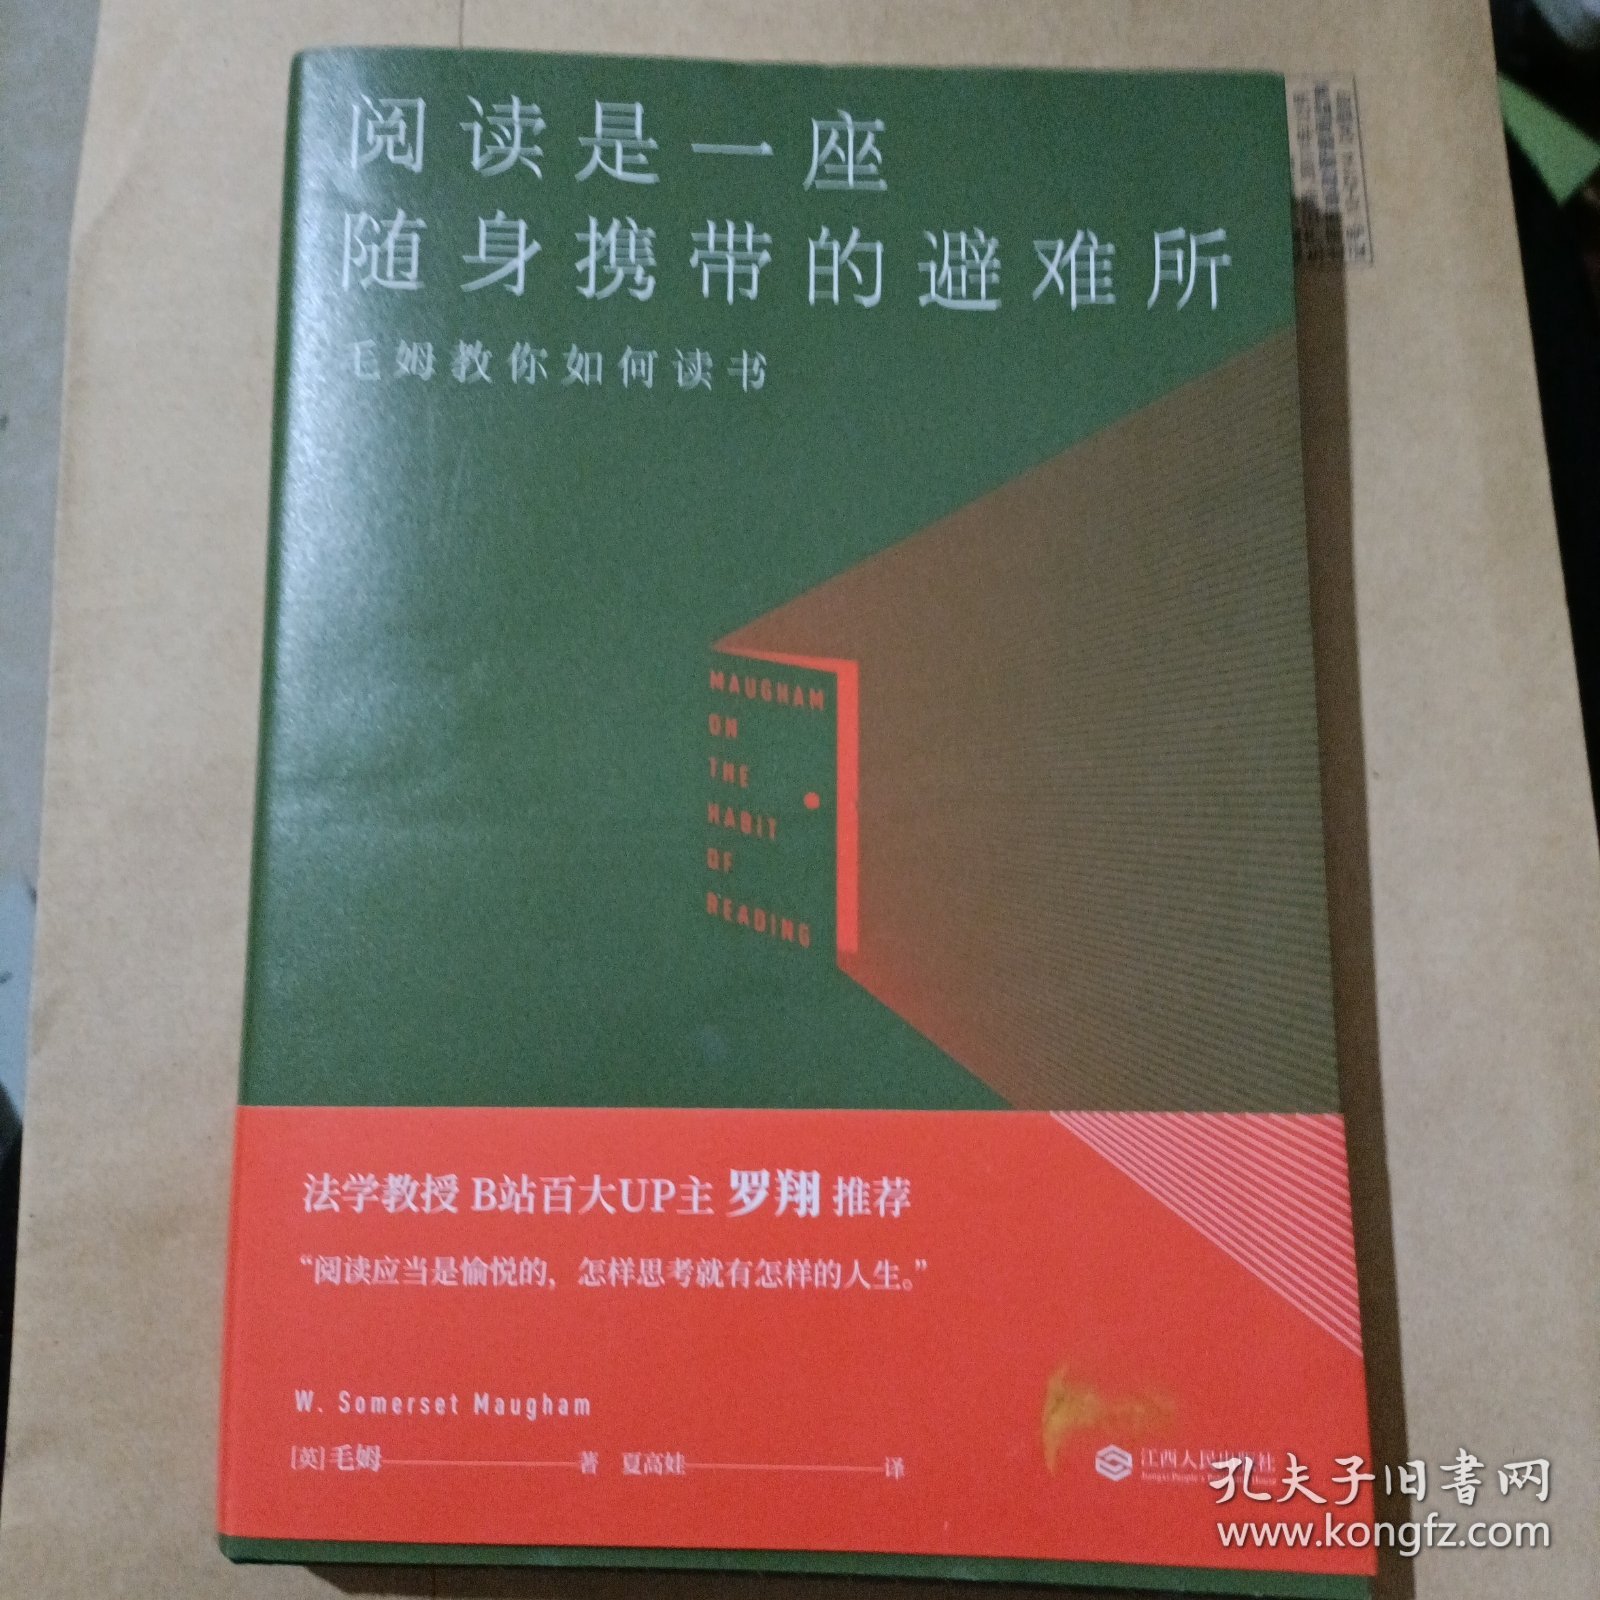 阅读是一座
随身携带的避难所
毛姆教你如何读书
MAUGHAM
ON
THE
HABIT
OF
READING
法学教授 B站百大UP主 罗翔 推荐
“阅读应当是愉悦的，怎样思考就有怎样的人生。”
W. Somerset Maugham
[英]毛姆 著 夏高娃 译
江西人民出版社
孔夫子旧书网
www.kongfz.com